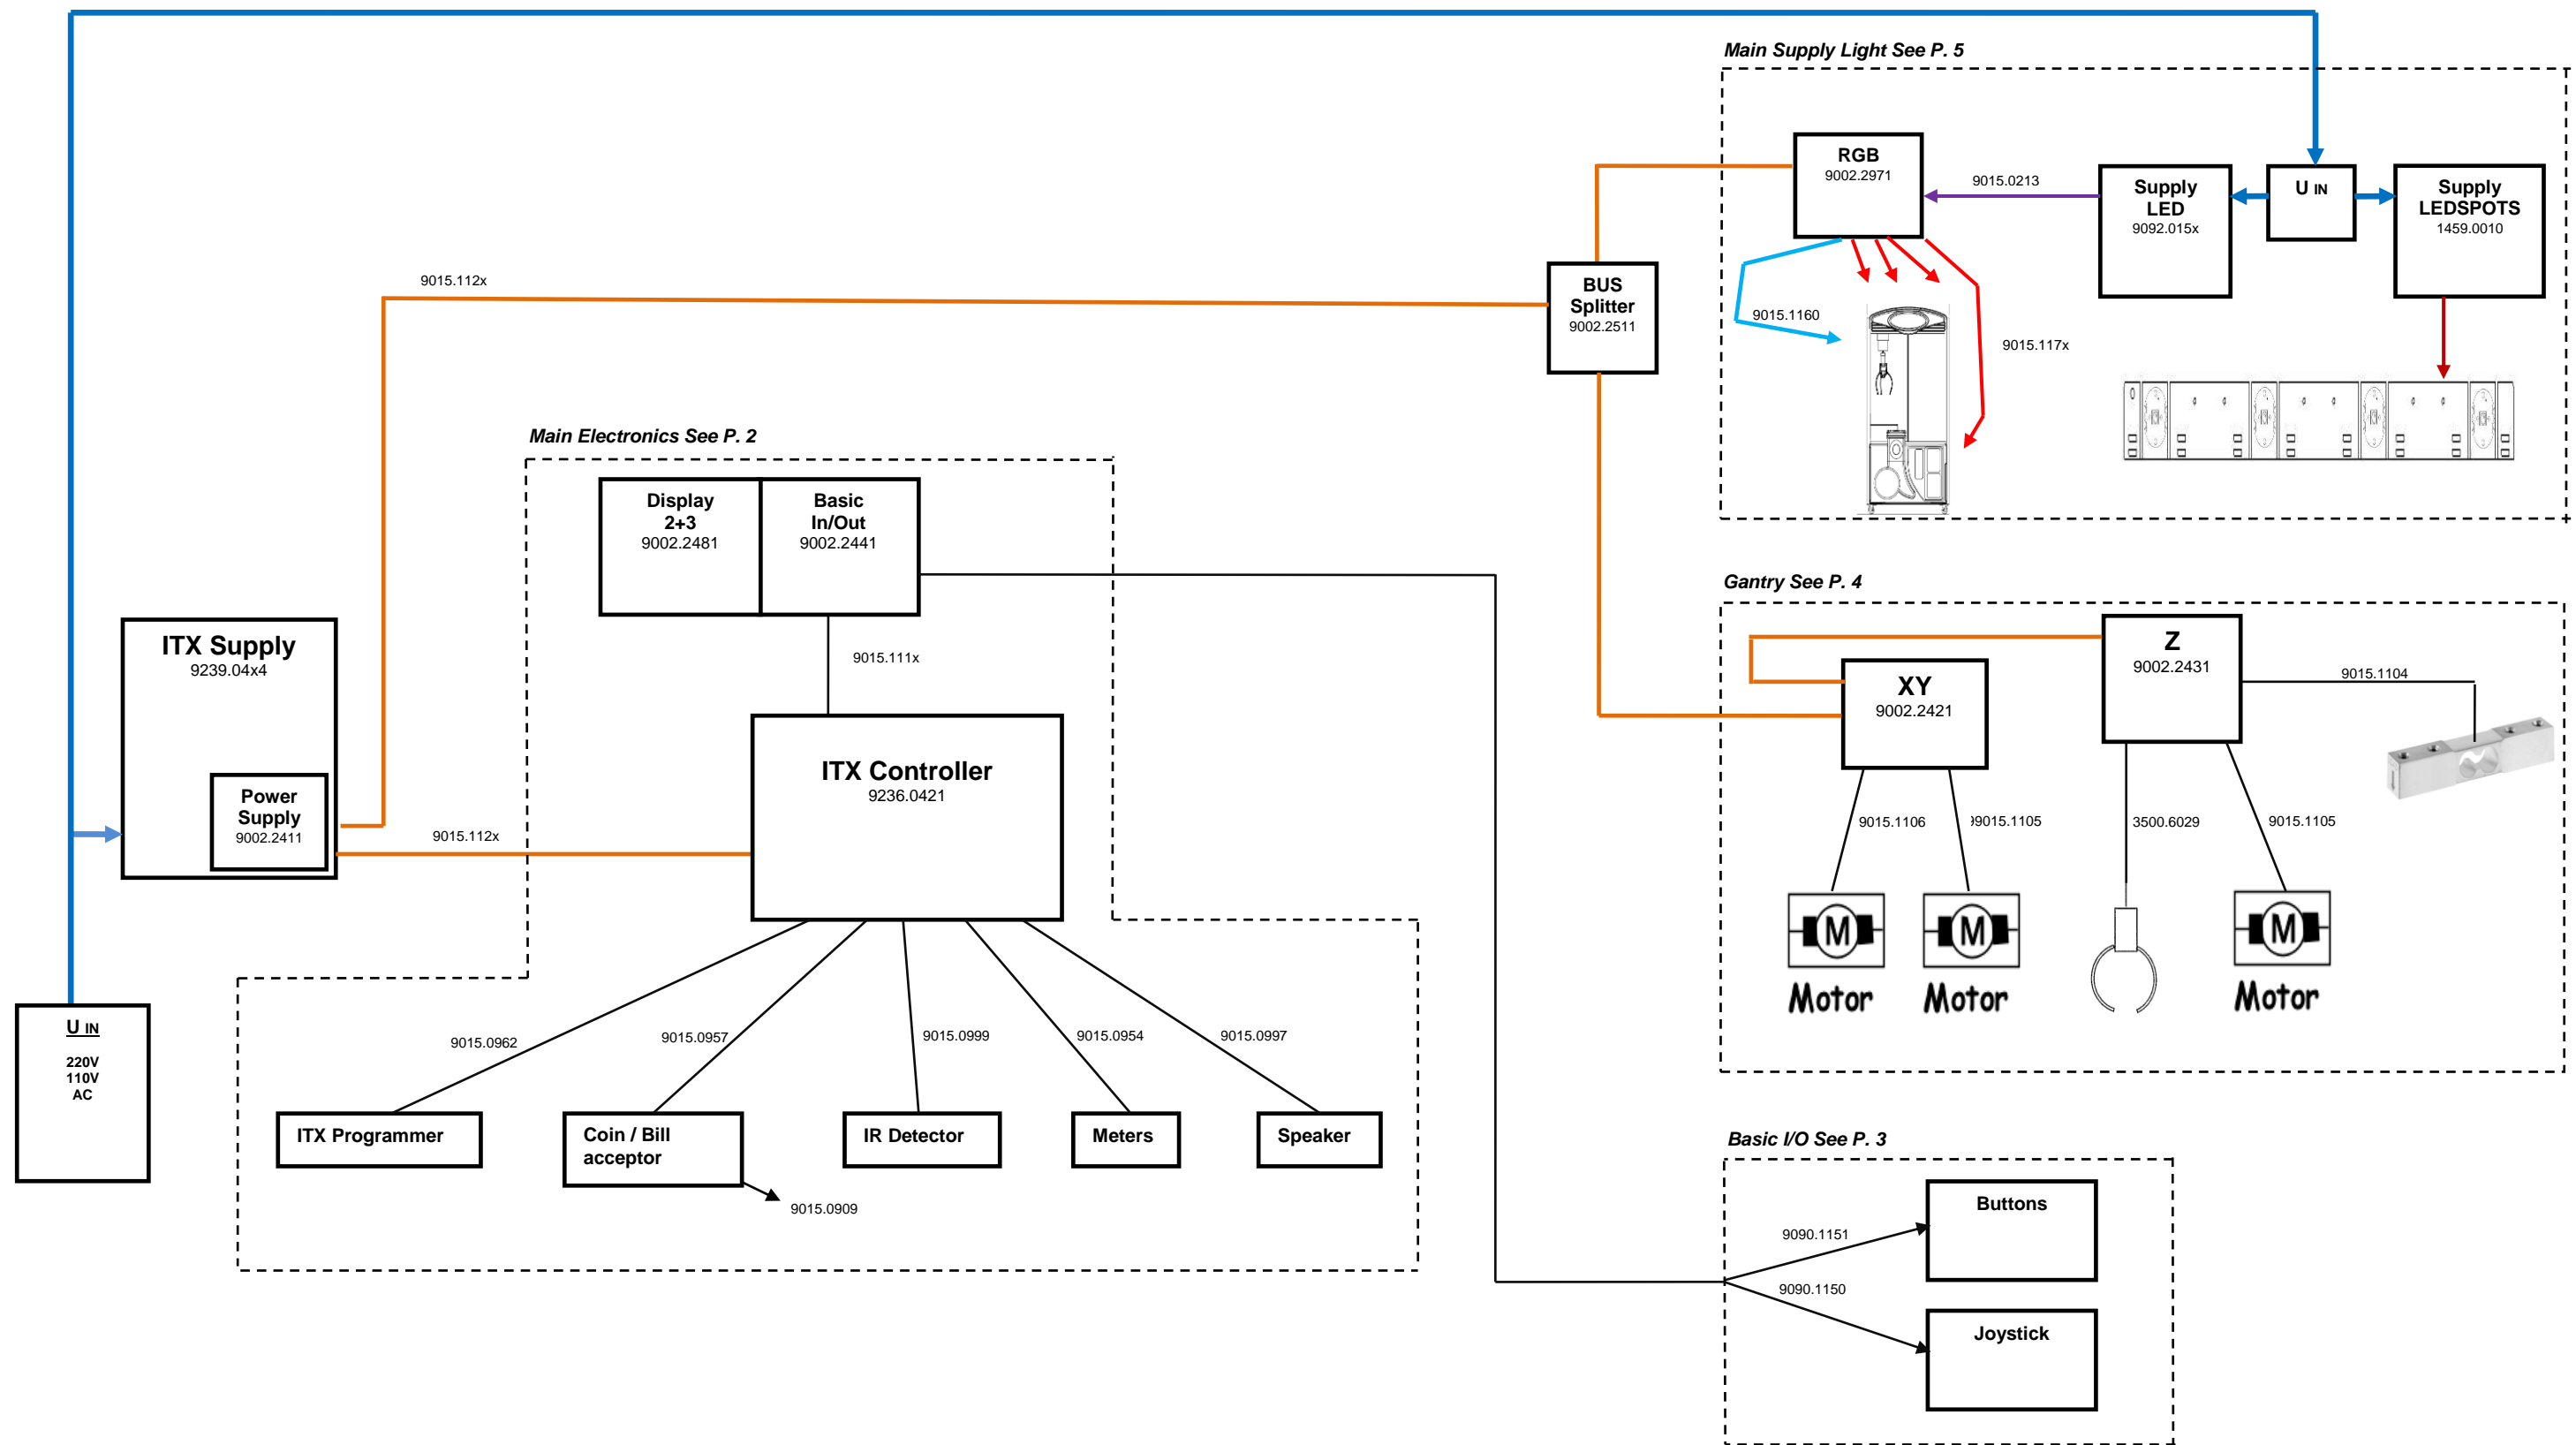 Main Supply Light See P. 5
RGB
9002.2971
9015.0213
Supply
LED
9092.015x
U IN
Supply
LEDSPOTS
1459.0010
9015.112x
BUS
Splitter
9002.2511
9015.1160
9015.117x
Main Electronics See P. 2
Display
2+3
9002.2481
Basic
In/Out
9002.2441
Gantry See P. 4
ITX Supply
9239.04x4
Power
Supply
9002.2411
9015.111x
9015.112x
ITX Controller
9236.0421
XY
9002.2421
Z
9002.2431
9015.1104
9015.1106
99015.1105
3500.6029
9015.1105
M
Motor
M
Motor
M
Motor
U IN
220V
110V
AC
9015.0962
9015.0957
9015.0999
9015.0954
9015.0997
ITX Programmer
Coin / Bill
acceptor
IR Detector
Meters
Speaker
9015.0909
Basic I/O See P. 3
Buttons
9090.1151
9090.1150
Joystick